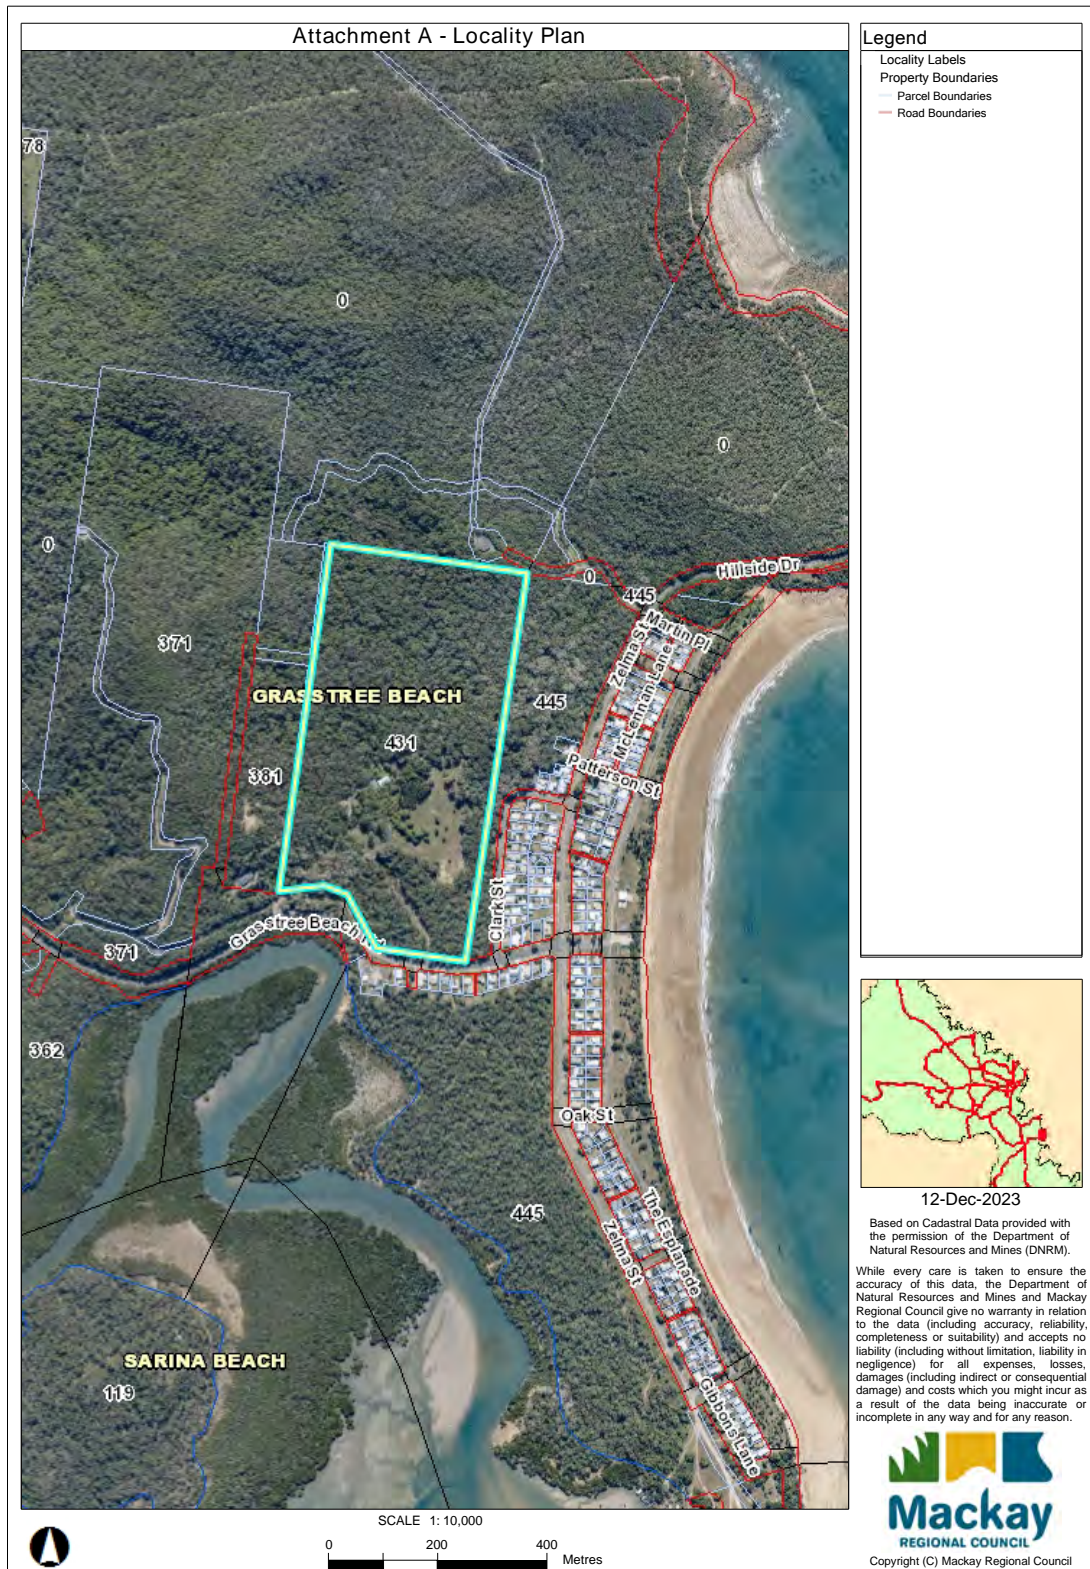 Attachment A - Locality Plan
Legend
Locality Labels
Property Boundaries
Parcel Boundaries
Road Boundaries
78
0
0
0
0
Hillside Dr
445
Martin Pl
Zelma St
McLennan Lane
371
GRASSTREE BEACH
445
431
381
Patterson St
Clark St
Grasstree Beach
371
362
Oak St
445
The Esplanade
Zelma St
SARINA BEACH
119
Gibbons Lane
12-Dec-2023
Based on Cadastral Data provided with
the permission of the Department of
Natural Resources and Mines (DNRM).
While every care is taken to ensure the
accuracy of this data, the Department of
Natural Resources and Mines and Mackay
Regional Council give no warranty in relation
to the data (including accuracy, reliability,
completeness or suitability) and accepts no
liability (including without limitation, liability in
negligence) for all expenses, losses,
damages (including indirect or consequential
damage) and costs which you might incur as
a result of the data being inaccurate or
incomplete in any way and for any reason.
SCALE 1: 10,000
0 200 400
Metres
Mackay
REGIONAL COUNCIL
Copyright (C) Mackay Regional Council